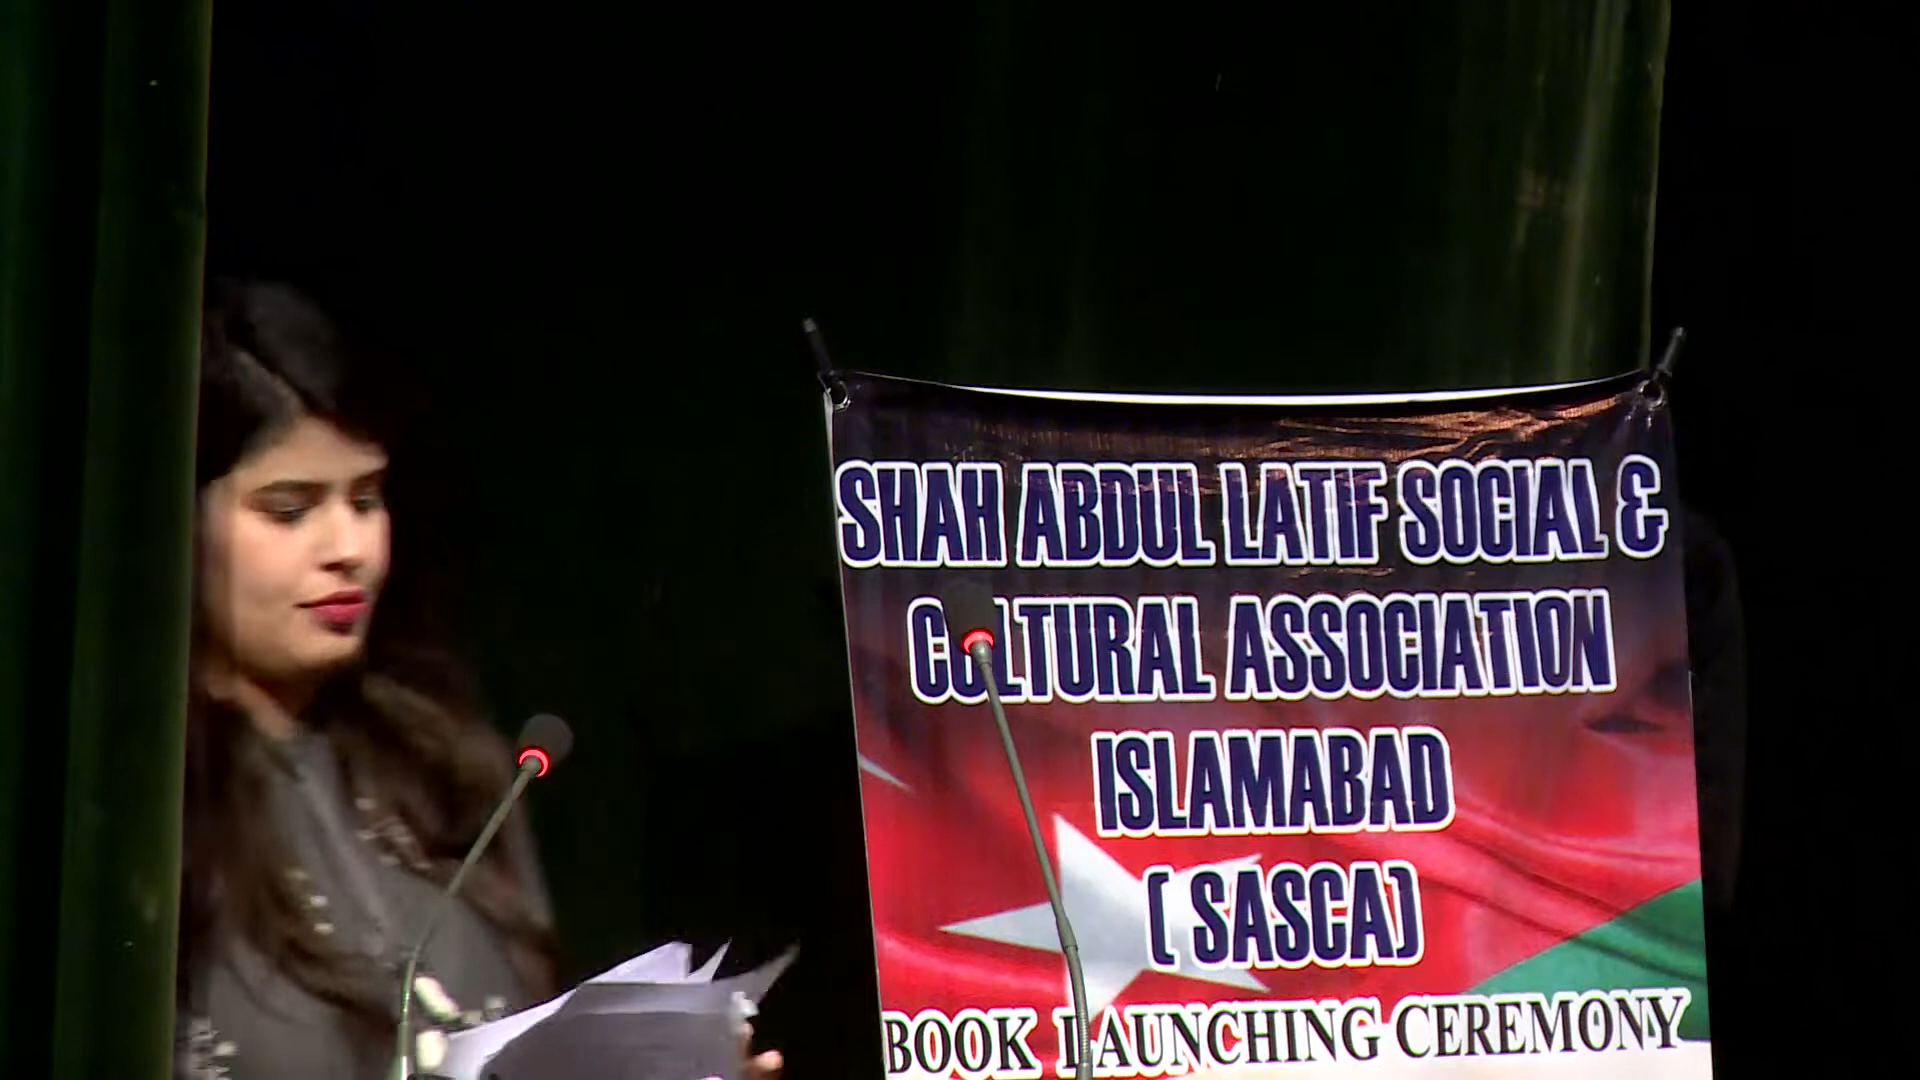 SHAH ABDUL LATIF SOCIAL &
CULTURAL ASSOCIATION
ISLAMABAD
( SASCA)
BOOK LAUNCHING CEREMONY